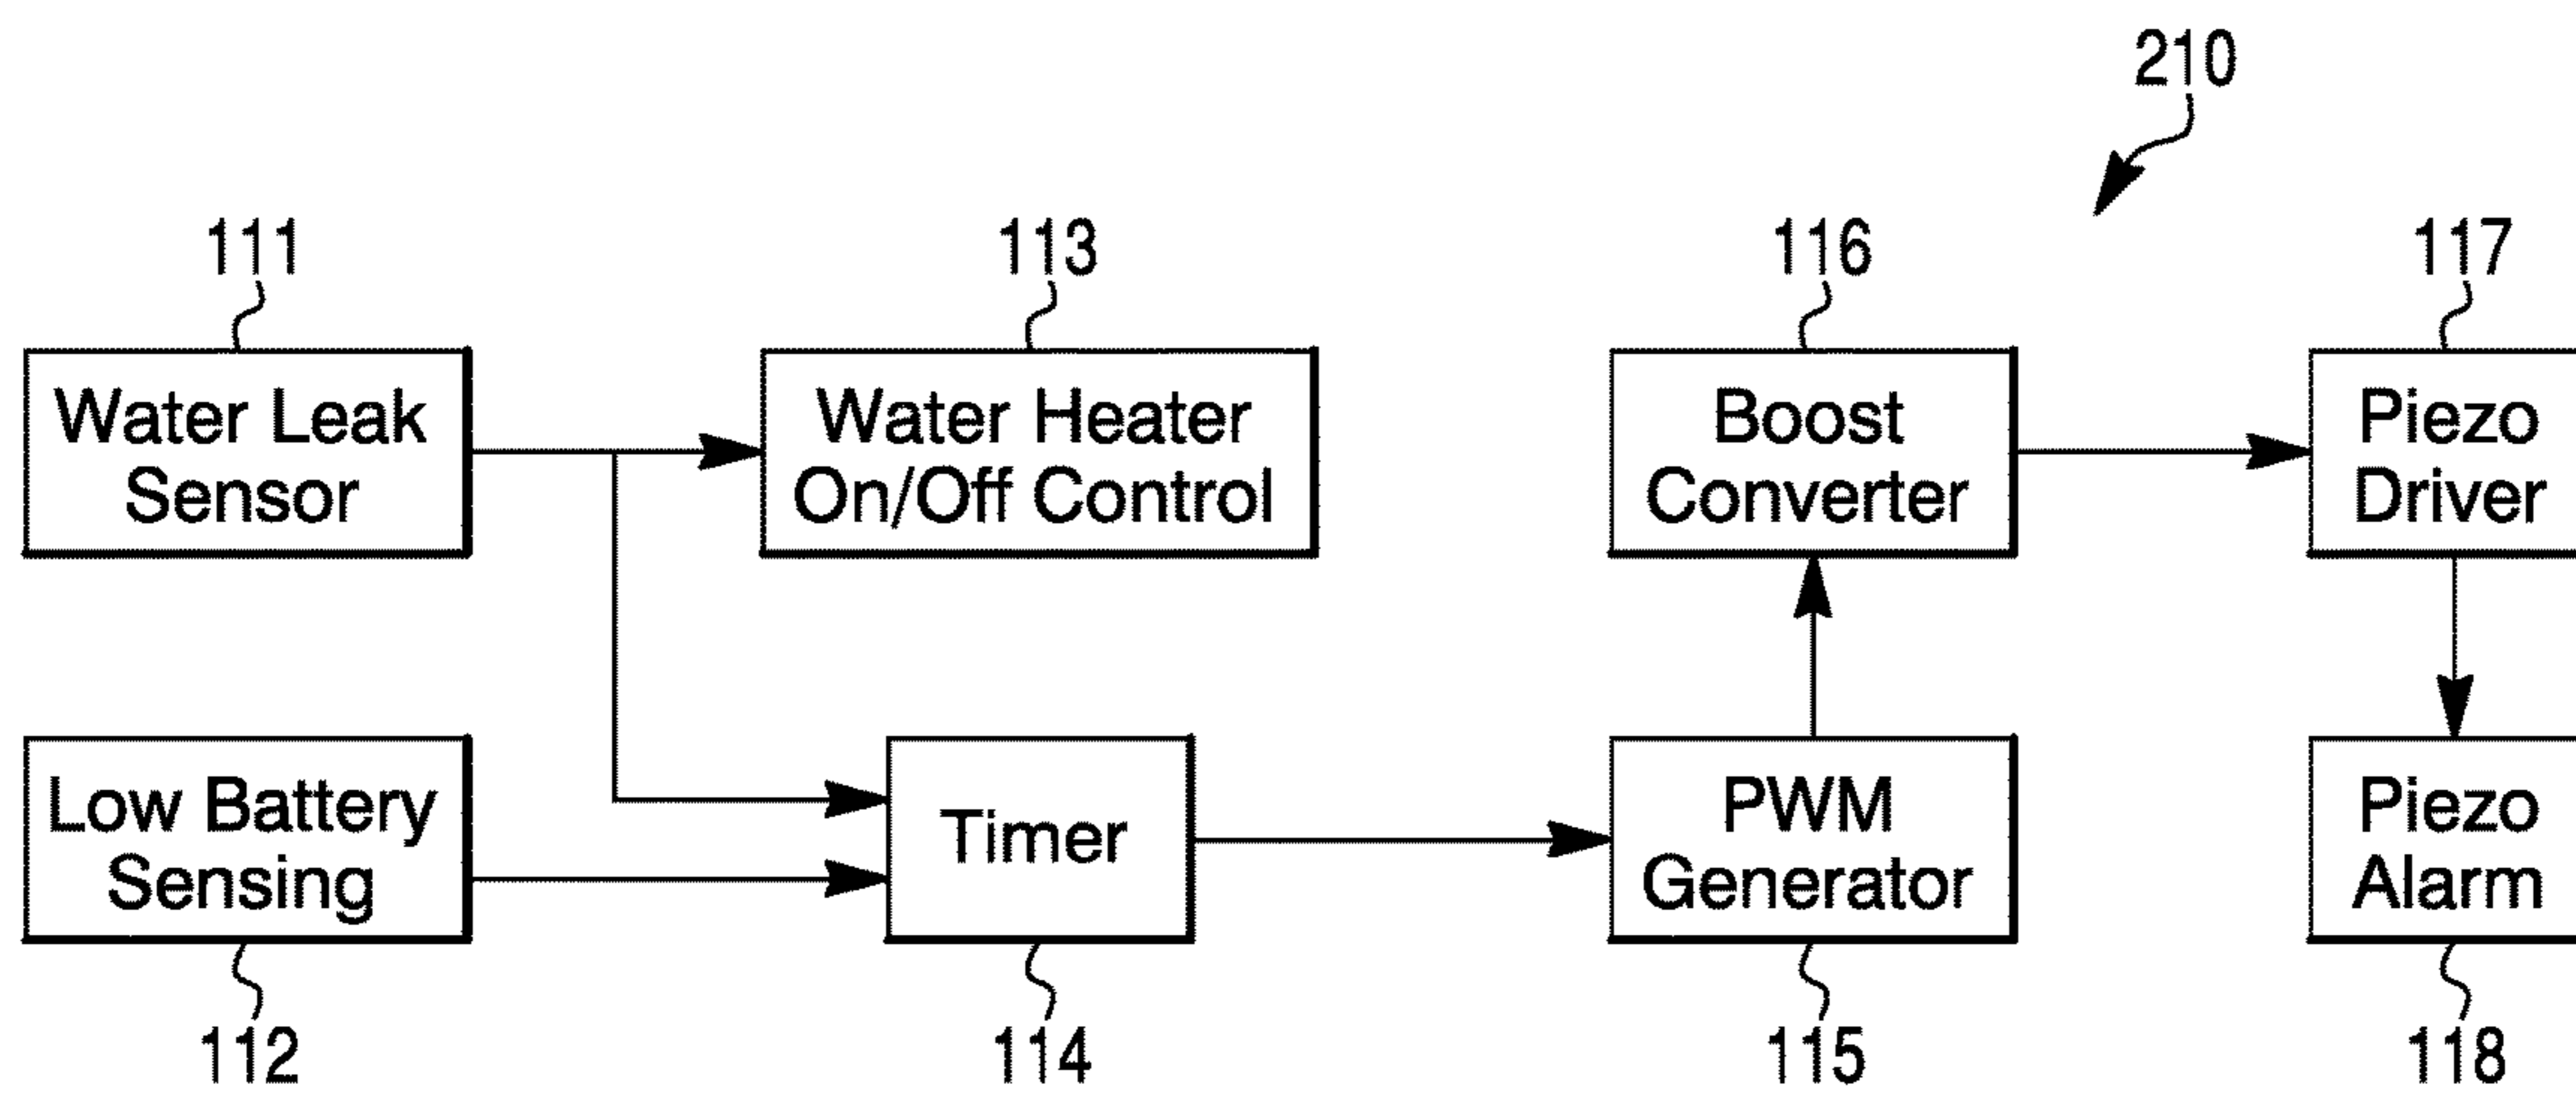 210
111
113
116
117
Water Leak
Sensor
Water Heater
On/Off Control
Boost
Converter
Piezo
Driver
Low Battery
Sensing
Timer
PWM
Generator
Piezo
Alarm
112
114
115
118